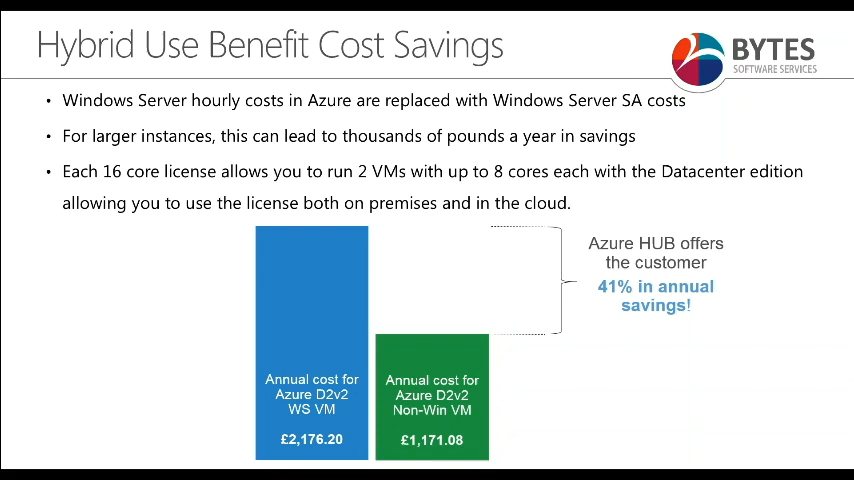 Hybrid Use Benefit Cost Savings
BYTES
SOFTWARE SERVICES
• Windows Server hourly costs in Azure are replaced with Windows Server SA costs
• For larger instances, this can lead to thousands of pounds a year in savings
• Each 16 core license allows you to run 2 VMs with up to 8 cores each with the Datacenter edition
allowing you to use the license both on premises and in the cloud.
Azure HUB offers
the customer
41% in annual
savings!
Annual cost for
Azure D2v2
WS VM
£2,176.20
Annual cost for
Azure D2v2
Non-Win VM
£1,171.08